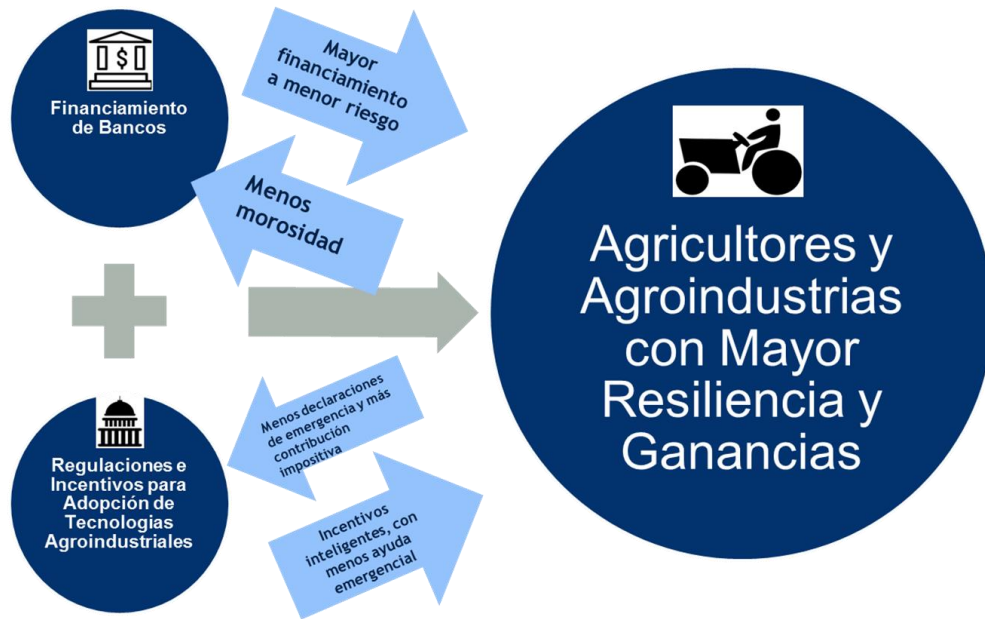 $
Financiamiento
de Bancos
Mayor
financiamiento
a menor riesgo
Menos
morosidad
Menos declaraciones
de emergencia y más
contribución
impositiva
Regulaciones e
Incentivos para
Adopción de
Tecnologias
Agroindustriales
Incentivos
inteligentes, con
menos ayuda
emergencial
Agricultores y
Agroindustrias
con Mayor
Resiliencia y
Ganancias